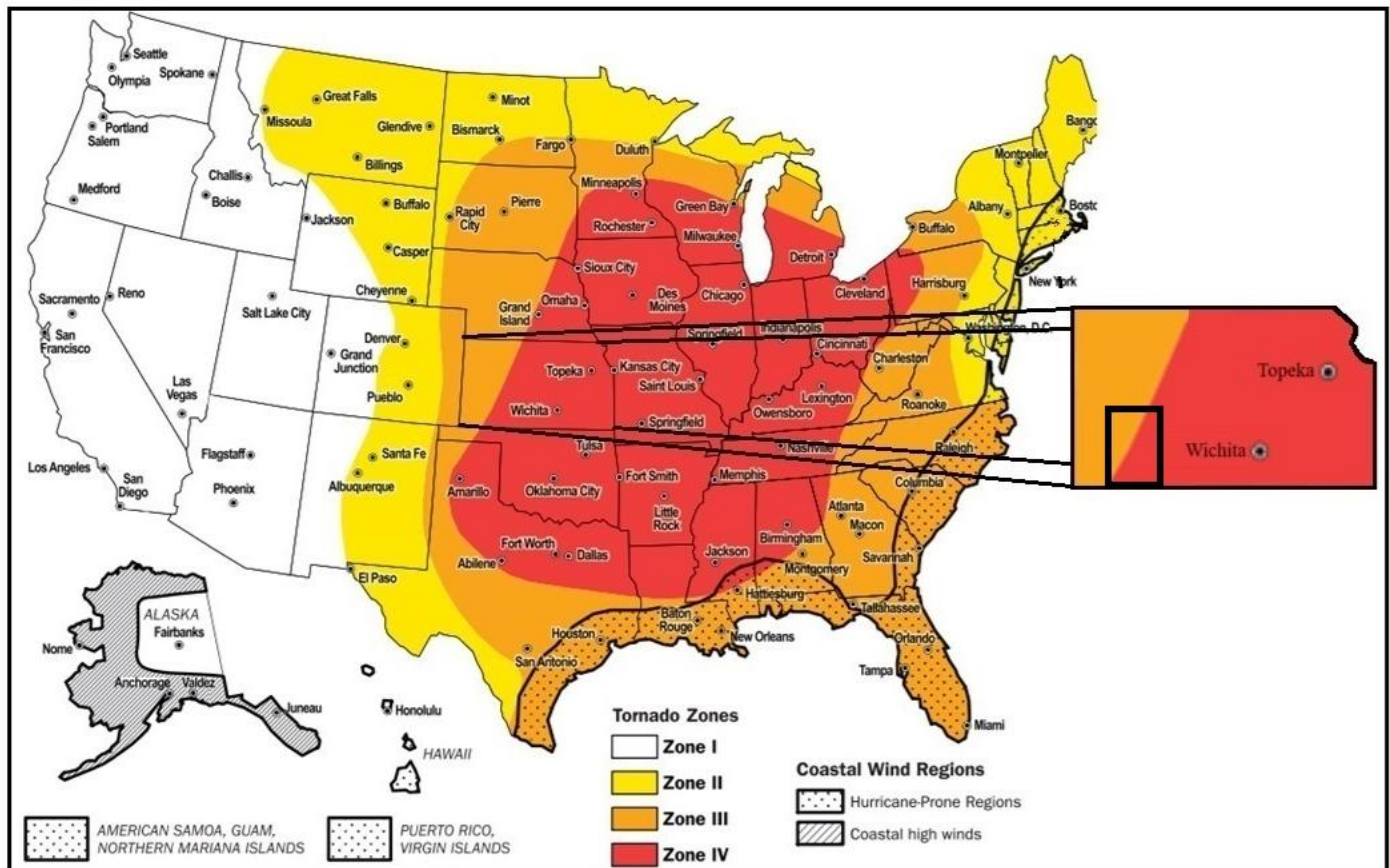 Seattle
Olympia
Spokane
Portland
Salem
Medford
Challis
Boise
Missoula
Great Falls
Glendive
Billings
Minot
Bismarck
Fargo
Duluth
Minneapolis
Rochester
Green Bay
Milwaukee
Detroit
Buffalo
Albany
Montpelier
Bango
Bosto
New York
Harrisburg
Washington, D.C.
Jackson
Buffalo
Casper
Cheyenne
Rapid
City
Pierre
Sioux City
Omaha
Des
Moines
Grand
Island
Chicago
Cleveland
Springfield
Indianapolis
Cincinnati
Charleston
Roanoke
Lexington
Owensboro
Sacramento
Reno
San
Francisco
Salt Lake City
Grand
Junction
Denver
Pueblo
Topeka
Kansas City
Saint Louis
Wichita
Springfield
Las
Vegas
Los Angeles
San
Diego
Flagstaff
Phoenix
Santa Fe
Albuquerque
El Paso
Amarillo
Oklahoma City
Tulsa
Fort Smith
Little
Rock
Memphis
Nashville
Raleigh
Columbia
Atlanta
Macon
Savannah
Birmingham
Montgomery
Jackson
Hattiesburg
Tallahassee
Abilene
Fort Worth
Dallas
Houston
San Antonio
Baton
Rouge
New Orleans
Orlando
Tampa
Miami
Topeka
Wichita
ALASKA
Fairbanks
Nome
Anchorage
Valdez
Juneau
Honolulu
HAWAII
AMERICAN SAMOA, GUAM,
NORTHERN MARIANA ISLANDS
PUERTO RICO,
VIRGIN ISLANDS
Tornado Zones
Zone I
Zone II
Zone III
Zone IV
Coastal Wind Regions
Hurricane-Prone Regions
Coastal high winds